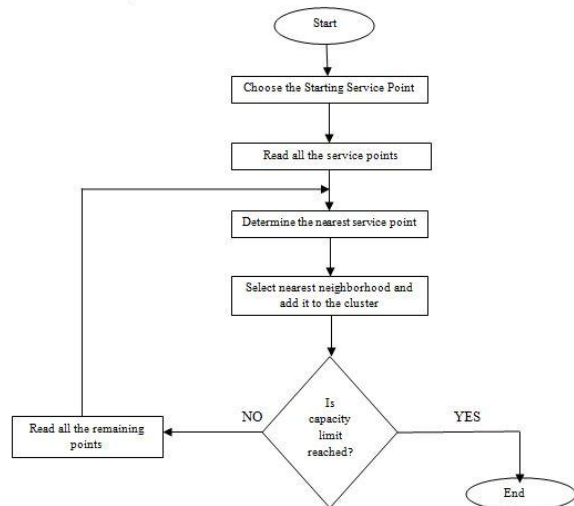 Start
Choose the Starting Service Point
Read all the service points
Determine the nearest service point
Select nearest neighborhood and
add it to the cluster
Is
capacity
limit
reached?
NO
YES
Read all the remaining
points
End